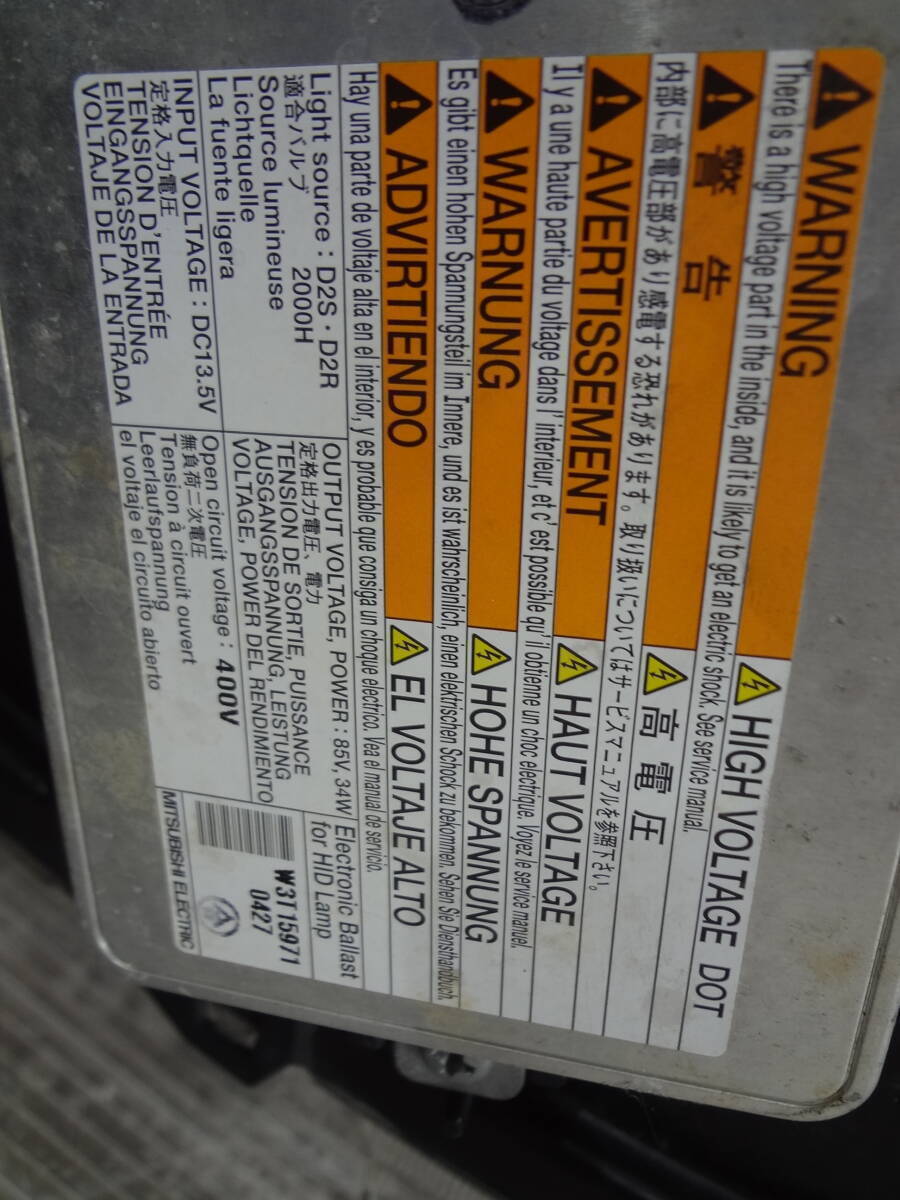 WARNING HIGH VOLTAGE DOT
There is a high voltage part in the inside, and it is likely to get an electric shock. See service manual.
警告 高電圧
内部に高電圧部があり感電する恐れがあります。取り扱いについてはサービスマニュアルを参照下さい。
AVERTISSEMENT HAUT VOLTAGE
Il y a une haute partie du voltage dans l'interieur, et c'est possible qu'il obtienne un choc electrique. Voyez le service manuel.
WARNUNG HOHE SPANNUNG
Es gibt einen hohen Spannungsteil im Innere, und es ist wahrscheinlich, einen elektrischen Schock zu bekommen. Sehen Sie Diensthandbuch.
ADVIRTIENDO EL VOLTAJE ALTO
Hay una parte de voltaje alta en el interior, y es probable que consiga un choque electrico. Vea el manual de servicio.
Light source : D2S・D2R
適合バルブ 2000H
Source lumineuse
Lichtquelle
La fuente ligera
OUTPUT VOLTAGE, POWER : 85V, 34W
定格出力電圧、電力
TENSION DE SORTIE, PUISSANCE
AUSGANGSSPANNUNG, LEISTUNG
VOLTAGE, POWER DEL RENDIMENTO
Electronic Ballast
for HID Lamp
INPUT VOLTAGE : DC13.5V
定格入力電圧
TENSION D'ENTRÉE
EINGANGSSPANNUNG
VOLTAJE DE LA ENTRADA
Open circuit voltage : 400V
無負荷二次電圧
Tension à circuit ouvert
Leerlaufspannung
el voltaje el circuito abierto
W3T15971
0427
MITSUBISHI ELECTRIC